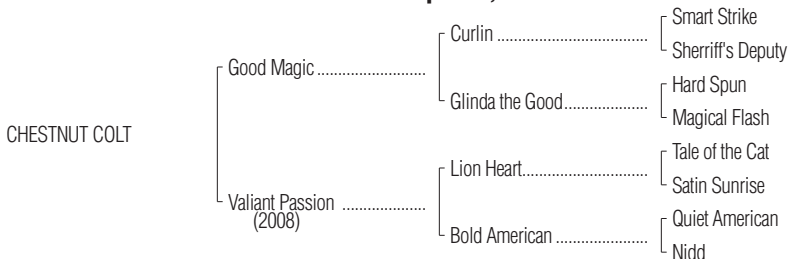 Smart Strike
Curlin
Sherriff's Deputy
Good Magic
Hard Spun
Glinda the Good
Magical Flash
CHESTNUT COLT
Tale of the Cat
Lion Heart
Satin Sunrise
Valiant Passion
(2008)
Quiet American
Bold American
Nidd